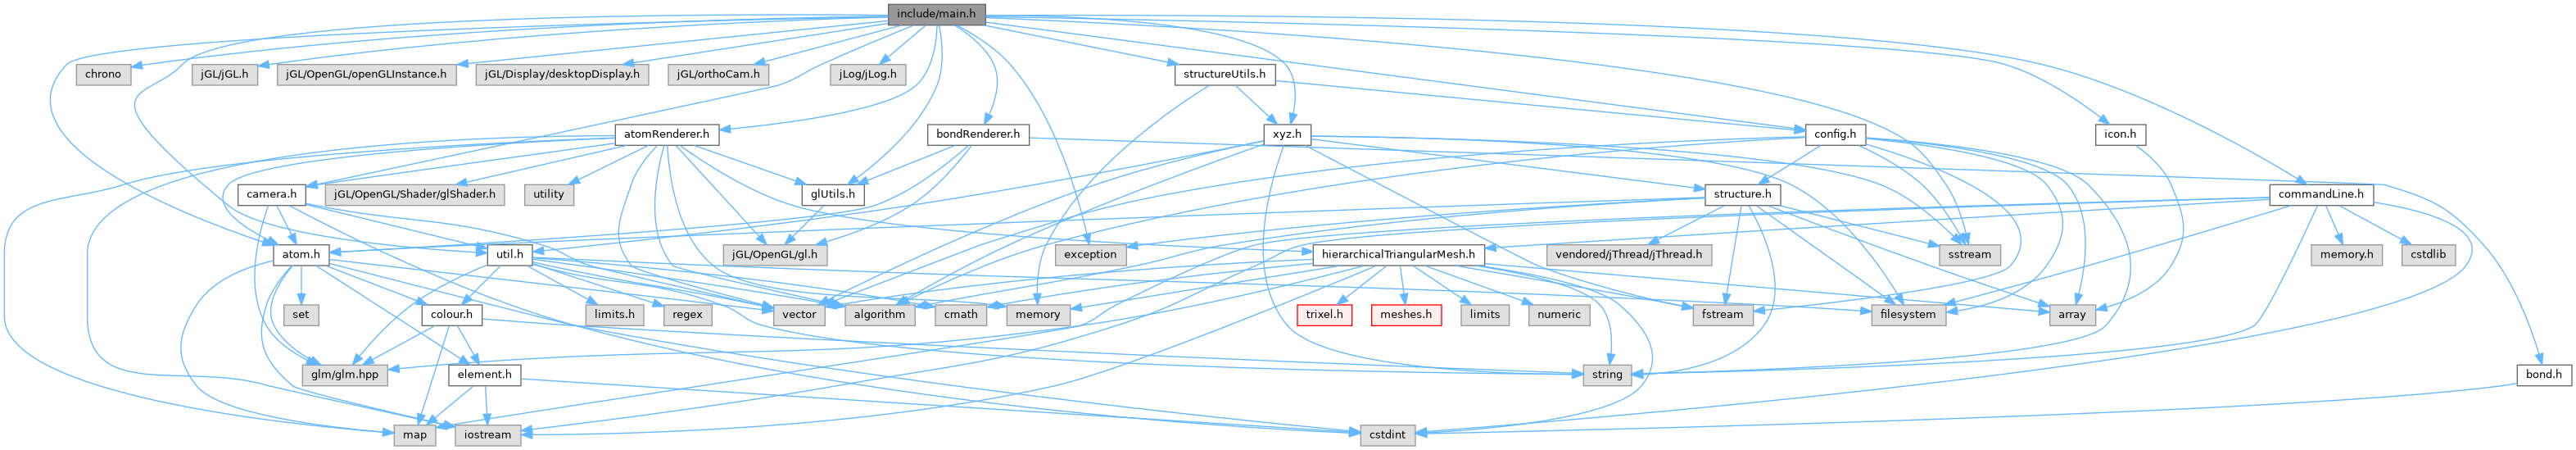 include/main.h
chrono
jGL/jGL.h
jGL/OpenGL/openGLInstance.h
jGL/Display/desktopDisplay.h
jGL/orthoCam.h
jLog/jLog.h
structureUtils.h
atomRenderer.h
bondRenderer.h
xyz.h
config.h
icon.h
camera.h
jGL/OpenGL/Shader/glShader.h
utility
glUtils.h
structure.h
commandLine.h
atom.h
util.h
jGL/OpenGL/gl.h
exception
hierarchicalTriangularMesh.h
vendored/jThread/jThread.h
sstream
memory.h
cstdlib
set
colour.h
limits.h
regex
vector
algorithm
cmath
memory
trixel.h
meshes.h
limits
numeric
fstream
filesystem
array
glm/glm.hpp
element.h
string
bond.h
map
iostream
cstdint